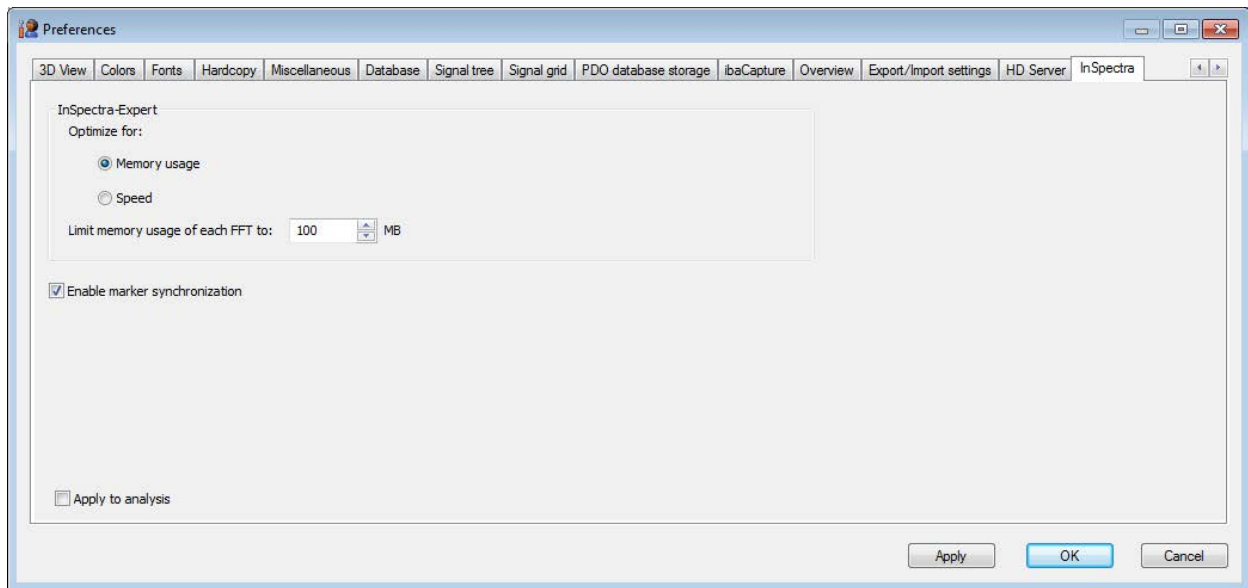 Preferences
3D View Colors Fonts Hardcopy Miscellaneous Database Signal tree Signal grid PDO database storage ibaCapture Overview Export/Import settings HD Server InSpectra
InSpectra-Expert
Optimize for:
Memory usage
Speed
Limit memory usage of each FFT to: 100 MB
Enable marker synchronization
Apply to analysis
Apply OK Cancel